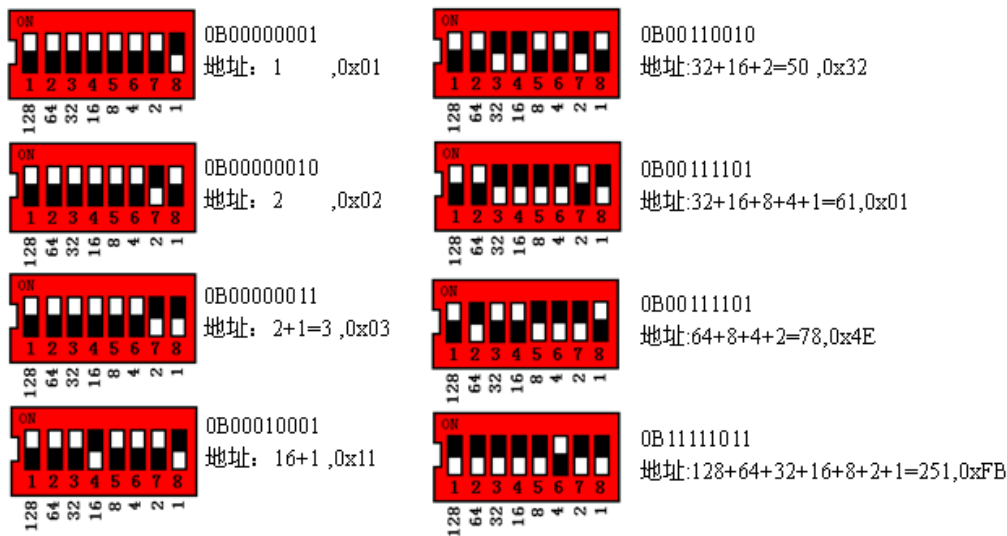 ON
1 2 3 4 5 6 7 8
128 64 32 16 8 4 2 1
0B00000001
地址：1 ,0x01
ON
1 2 3 4 5 6 7 8
128 64 32 16 8 4 2 1
0B00000010
地址：2 ,0x02
ON
1 2 3 4 5 6 7 8
128 64 32 16 8 4 2 1
0B00000011
地址：2+1=3 ,0x03
ON
1 2 3 4 5 6 7 8
128 64 32 16 8 4 2 1
0B00010001
地址：16+1 ,0x11
ON
1 2 3 4 5 6 7 8
128 64 32 16 8 4 2 1
0B00110010
地址:32+16+2=50 ,0x32
ON
1 2 3 4 5 6 7 8
128 64 32 16 8 4 2 1
0B00111101
地址:32+16+8+4+1=61,0x01
ON
1 2 3 4 5 6 7 8
128 64 32 16 8 4 2 1
0B00111101
地址:64+8+4+2=78,0x4E
ON
1 2 3 4 5 6 7 8
128 64 32 16 8 4 2 1
0B11111011
地址:128+64+32+16+8+2+1=251,0xFB